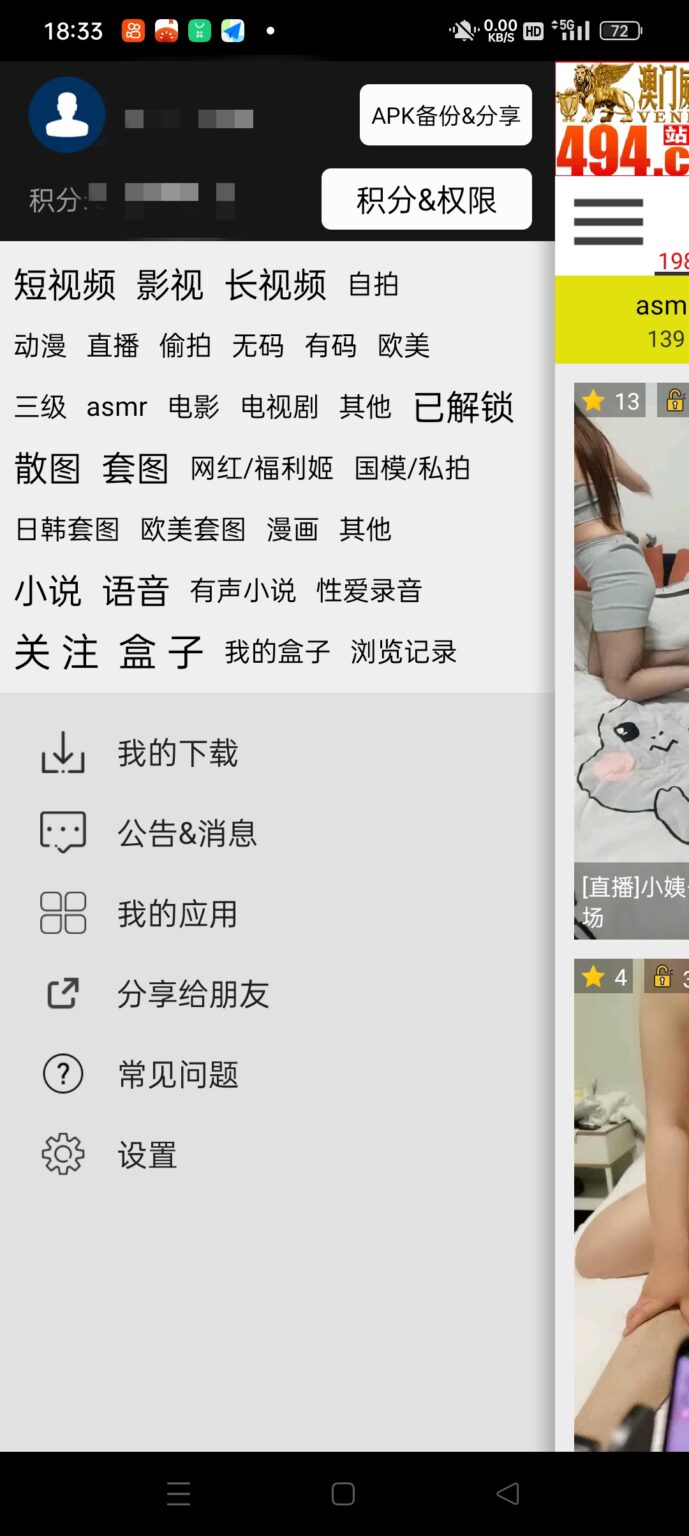 18:33
0.00 KB/S HD 5G 72
APK备份&分享
积分:
积分&权限
短视频 影视 长视频 自拍
动漫 直播 偷拍 无码 有码 欧美
三级 asmr 电影 电视剧 其他 已解锁
散图 套图 网红/福利姬 国模/私拍
日韩套图 欧美套图 漫画 其他
小说 语音 有声小说 性爱录音
关注 盒子 我的盒子 浏览记录
我的下载
公告&消息
我的应用
分享给朋友
?
常见问题
设置
澳门
VEN
494.c
站
198
asm
139
13
[直播]小姨
场
4
3